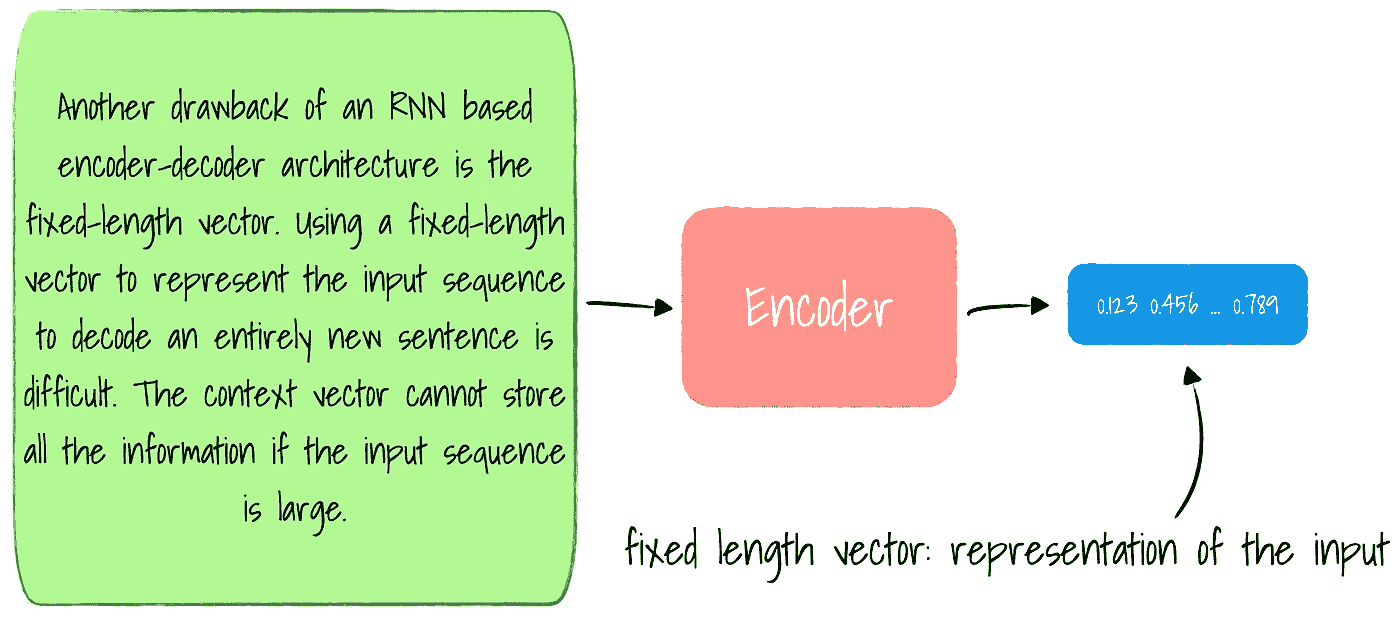 Another drawback of an RNN based
encoder-decoder architecture is the
fixed-length vector. Using a fixed-length
vector to represent the input sequence
to decode an entirely new sentence is
difficult. The context vector cannot store
all the information if the input sequence
is large.
Encoder
0.123 0.456 ... 0.789
fixed length vector: representation of the input